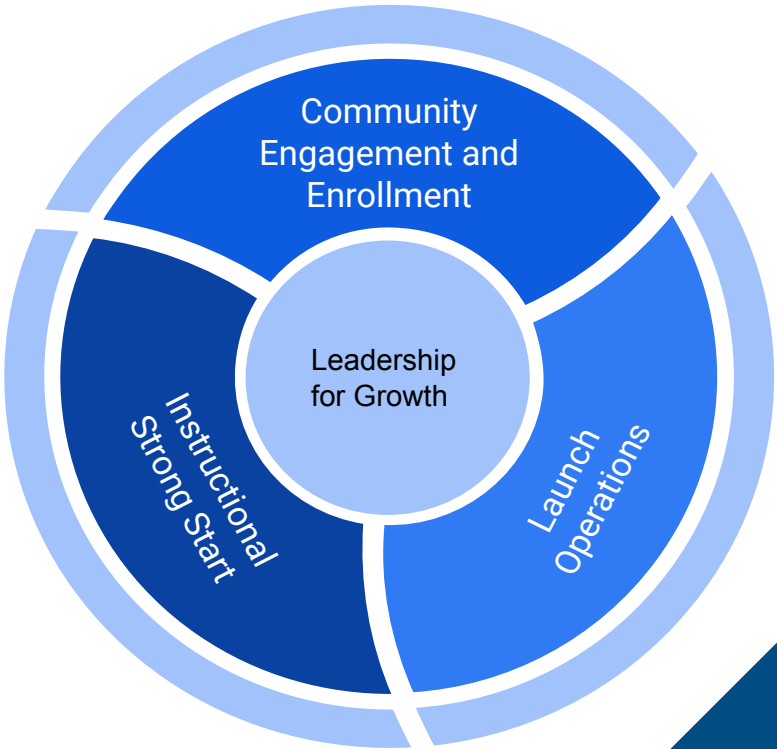 Community
Engagement and
Enrollment
Leadership
for Growth
Instructional
Strong Start
Launch
Operations